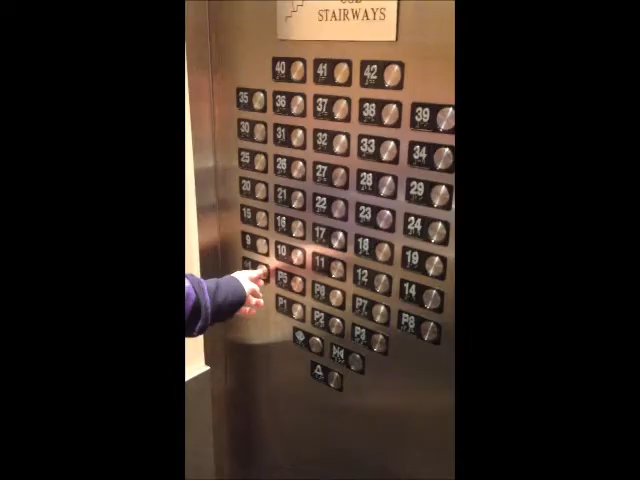 STAIRWAYS
40 41 42
35 36 37 38 39
30 31 32 33 34
25 26 27 28 29
20 21 22 23 24
15 16 17 18 19
9 10 11 12 14
P5 P6 P7 P8
P1 P2 P3